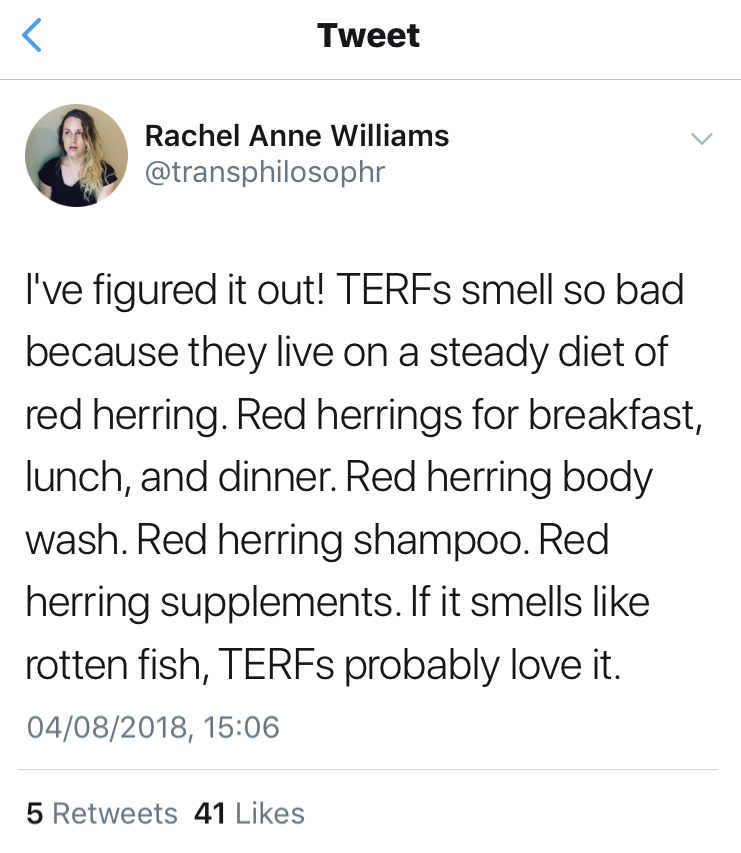 Tweet
Rachel Anne Williams
@transphilosophr
I've figured it out! TERFs smell so bad
because they live on a steady diet of
red herring. Red herrings for breakfast,
lunch, and dinner. Red herring body
wash. Red herring shampoo. Red
herring supplements. If it smells like
rotten fish, TERFs probably love it.
04/08/2018, 15:06
5 Retweets 41 Likes